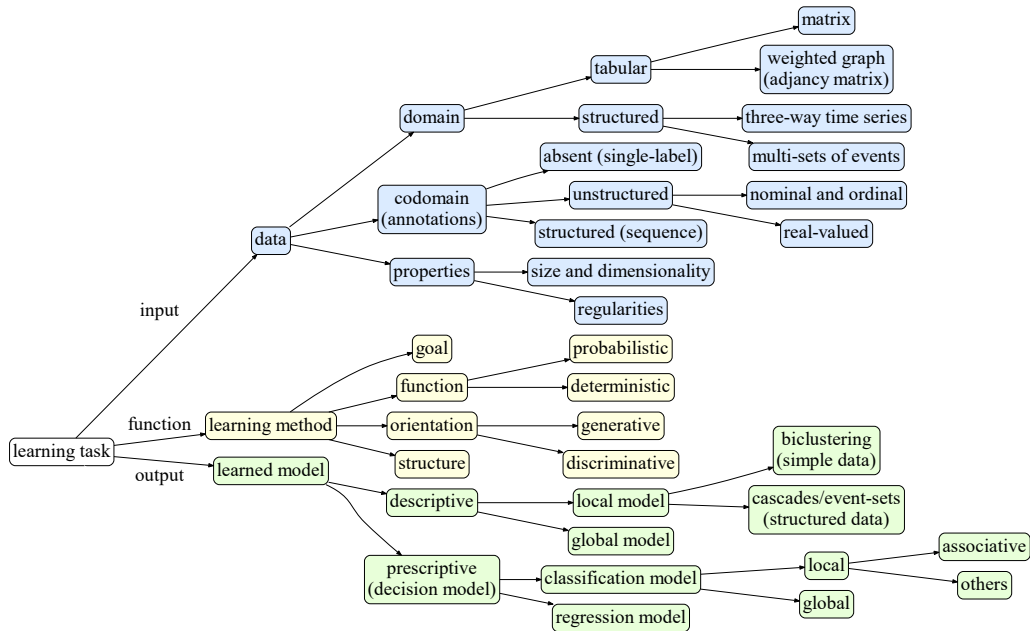 matrix
weighted graph
(adjancy matrix)
tabular
domain
structured
three-way time series
multi-sets of events
absent (single-label)
codomain
(annotations)
unstructured
nominal and ordinal
structured (sequence)
real-valued
data
properties
size and dimensionality
regularities
input
goal
probabilistic
function
deterministic
function
learning method
orientation
generative
learning task
structure
discriminative
biclustering
(simple data)
output
learned model
descriptive
local model
cascades/event-sets
(structured data)
global model
prescriptive
(decision model)
classification model
local
associative
others
global
regression model